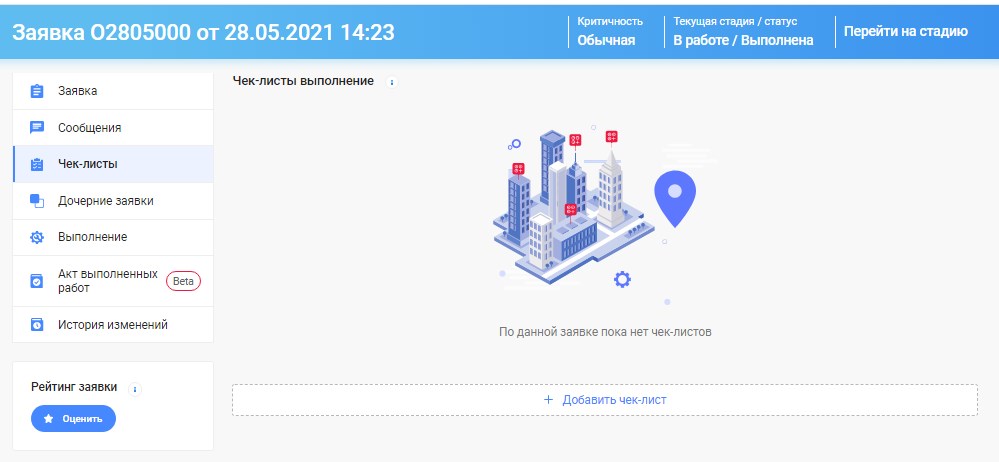 Заявка O2805000 от 28.05.2021 14:23
Критичность
Обычная
Текущая стадия / статус
В работе / Выполнена
Перейти на стадию
Заявка
Сообщения
Чек-листы
Дочерние заявки
Выполнение
Акт выполненных
работ
Beta
История изменений
Рейтинг заявки
Оценить
Чек-листы выполнение
По данной заявке пока нет чек-листов
+ Добавить чек-лист